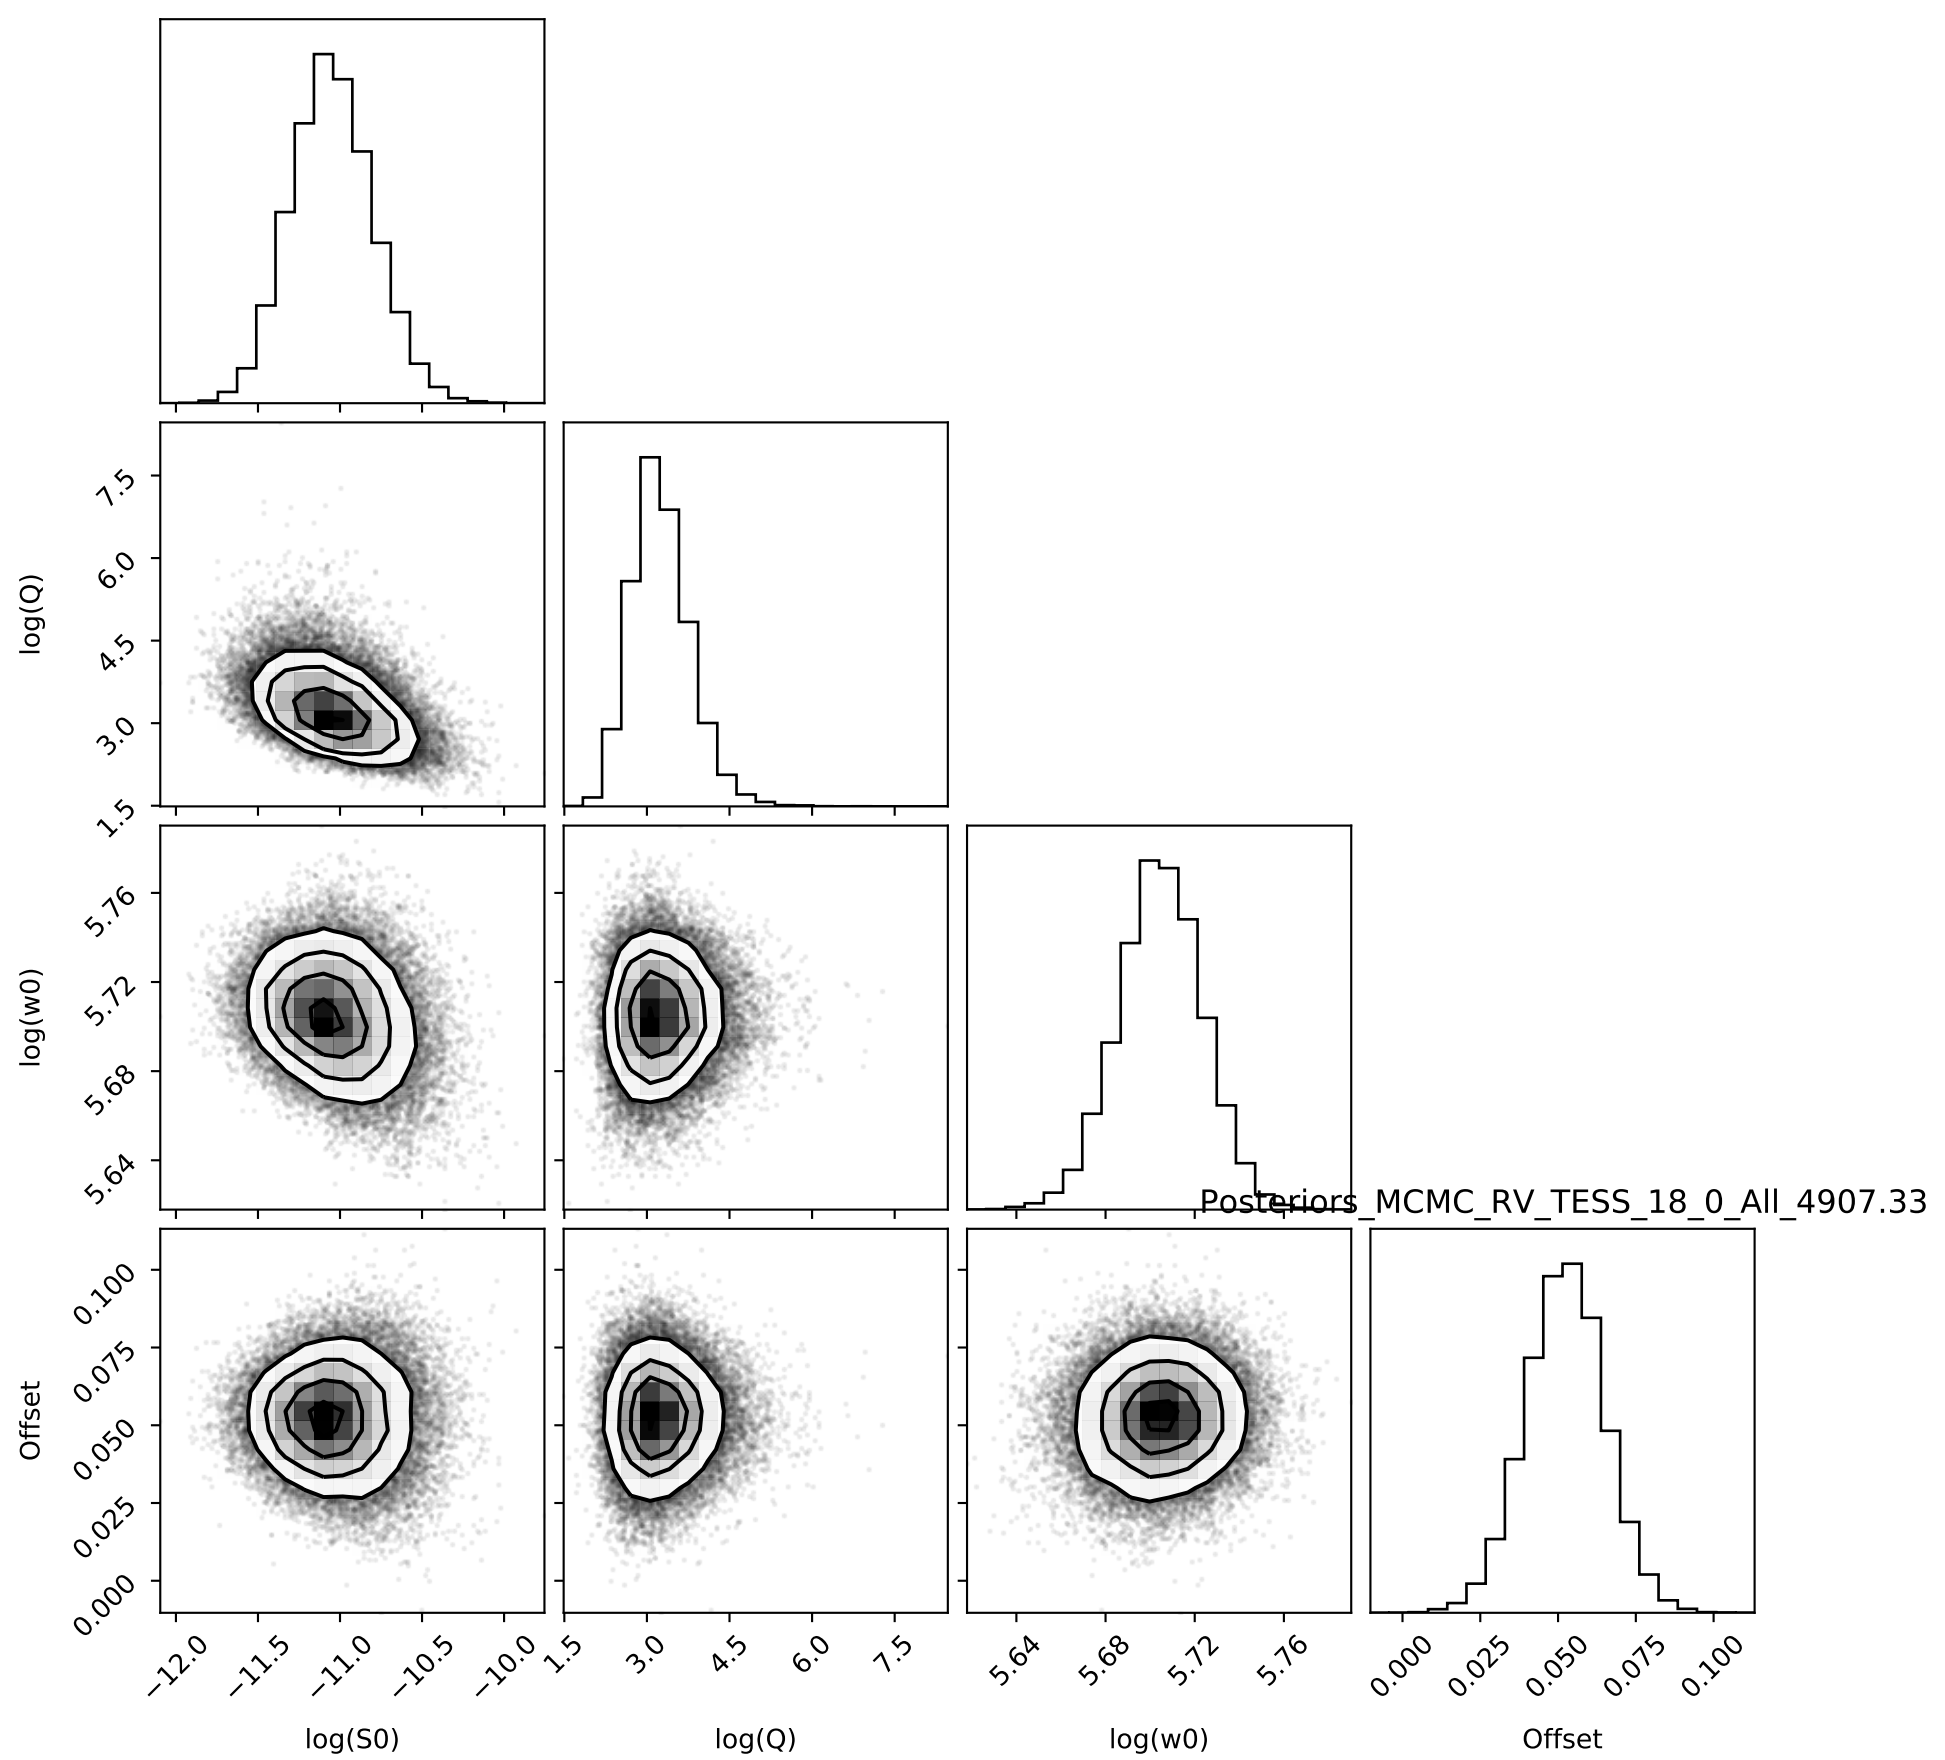 log(Q)
7.5
6.0
4.5
3.0
1.5
log(w0)
5.76
5.72
5.68
5.64
Posteriors_MCMC_RV_TESS_18_0_All_4907.33
Offset
0.100
0.075
0.050
0.025
0.000
−12.0 −11.5 −11.0 −10.5 −10.0 1.5 3.0 4.5 6.0 7.5 5.64 5.68 5.72 5.76 0.000 0.025 0.050 0.075 0.100
log(S0) log(Q) log(w0) Offset